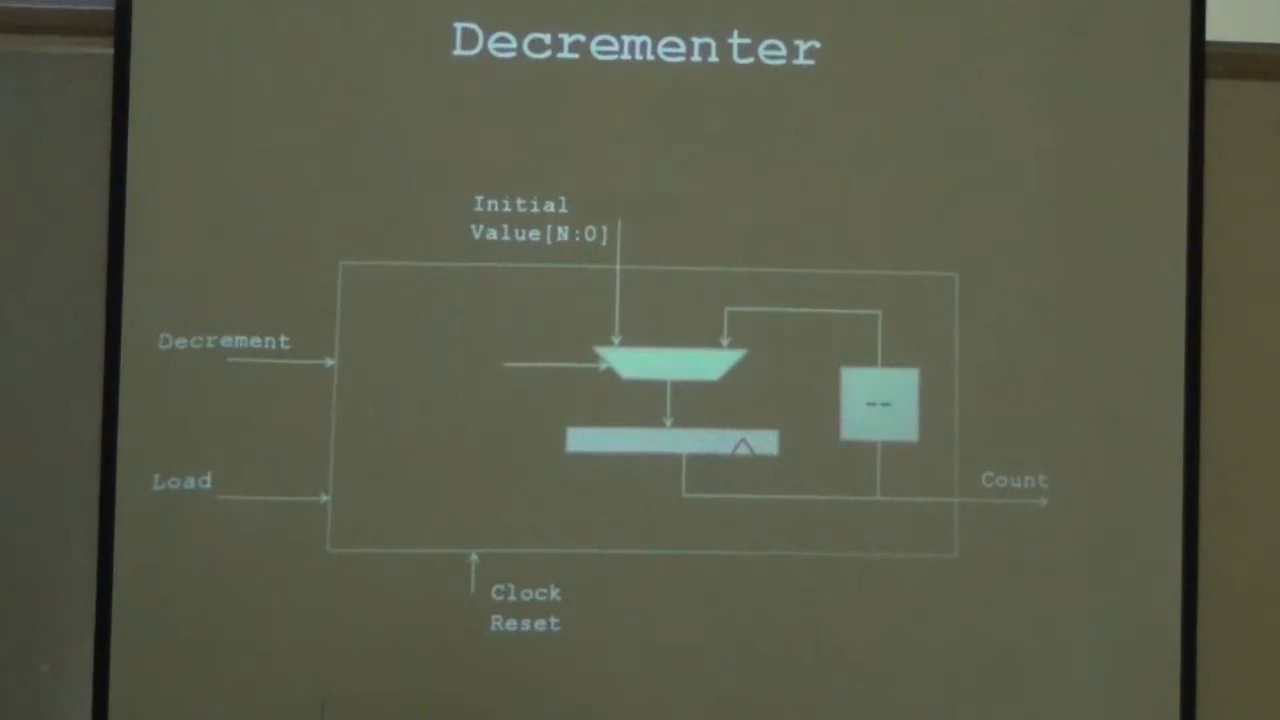 Decrementer
Initial
Value[N:0]
Decrement
--
Load
Count
Clock
Reset